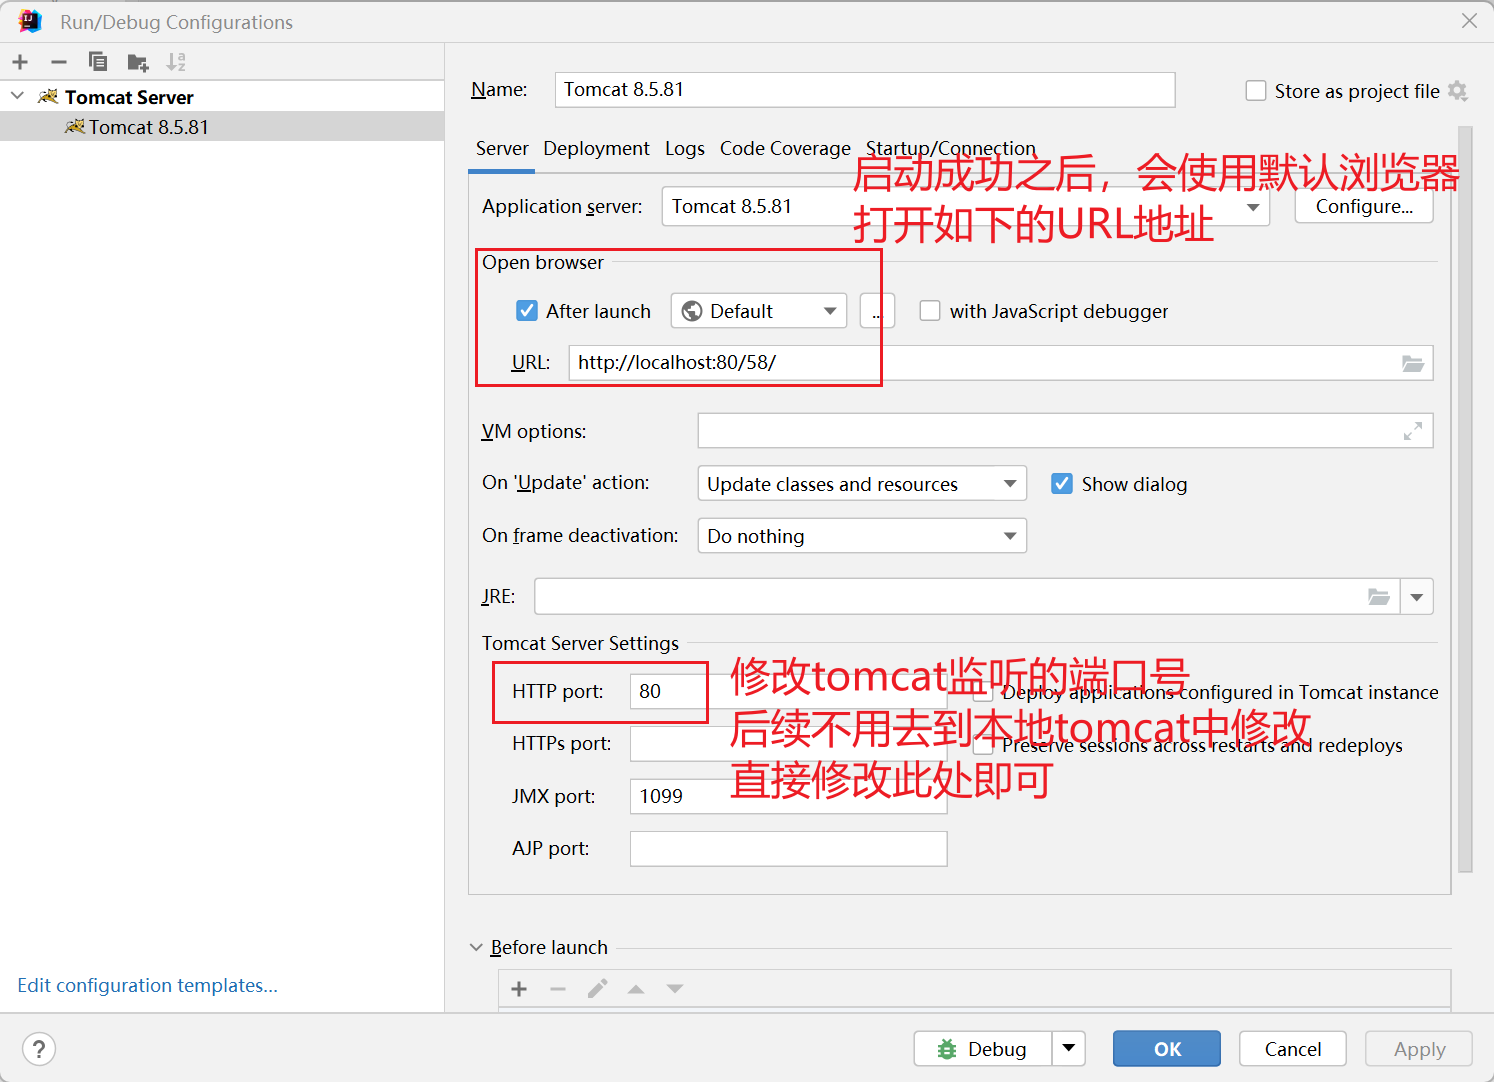 Run/Debug Configurations
Tomcat Server
Tomcat 8.5.81
Name: Tomcat 8.5.81 Store as project file
Server Deployment Logs Code Coverage Startup/Connection
启动成功之后，会使用默认浏览器
打开如下的URL地址
Application server: Tomcat 8.5.81 Configure...
Open browser
After launch Default .. with JavaScript debugger
URL: http://localhost:80/58/
VM options:
On 'Update' action: Update classes and resources Show dialog
On frame deactivation: Do nothing
JRE:
Tomcat Server Settings
修改tomcat监听的端口号
后续不用去到本地tomcat中修改
直接修改此处即可
HTTP port: 80 Deploy applications configured in Tomcat instance
HTTPs port: Preserve sessions across restarts and redeploys
JMX port: 1099
AJP port:
Before launch
Edit configuration templates...
? Debug OK Cancel Apply